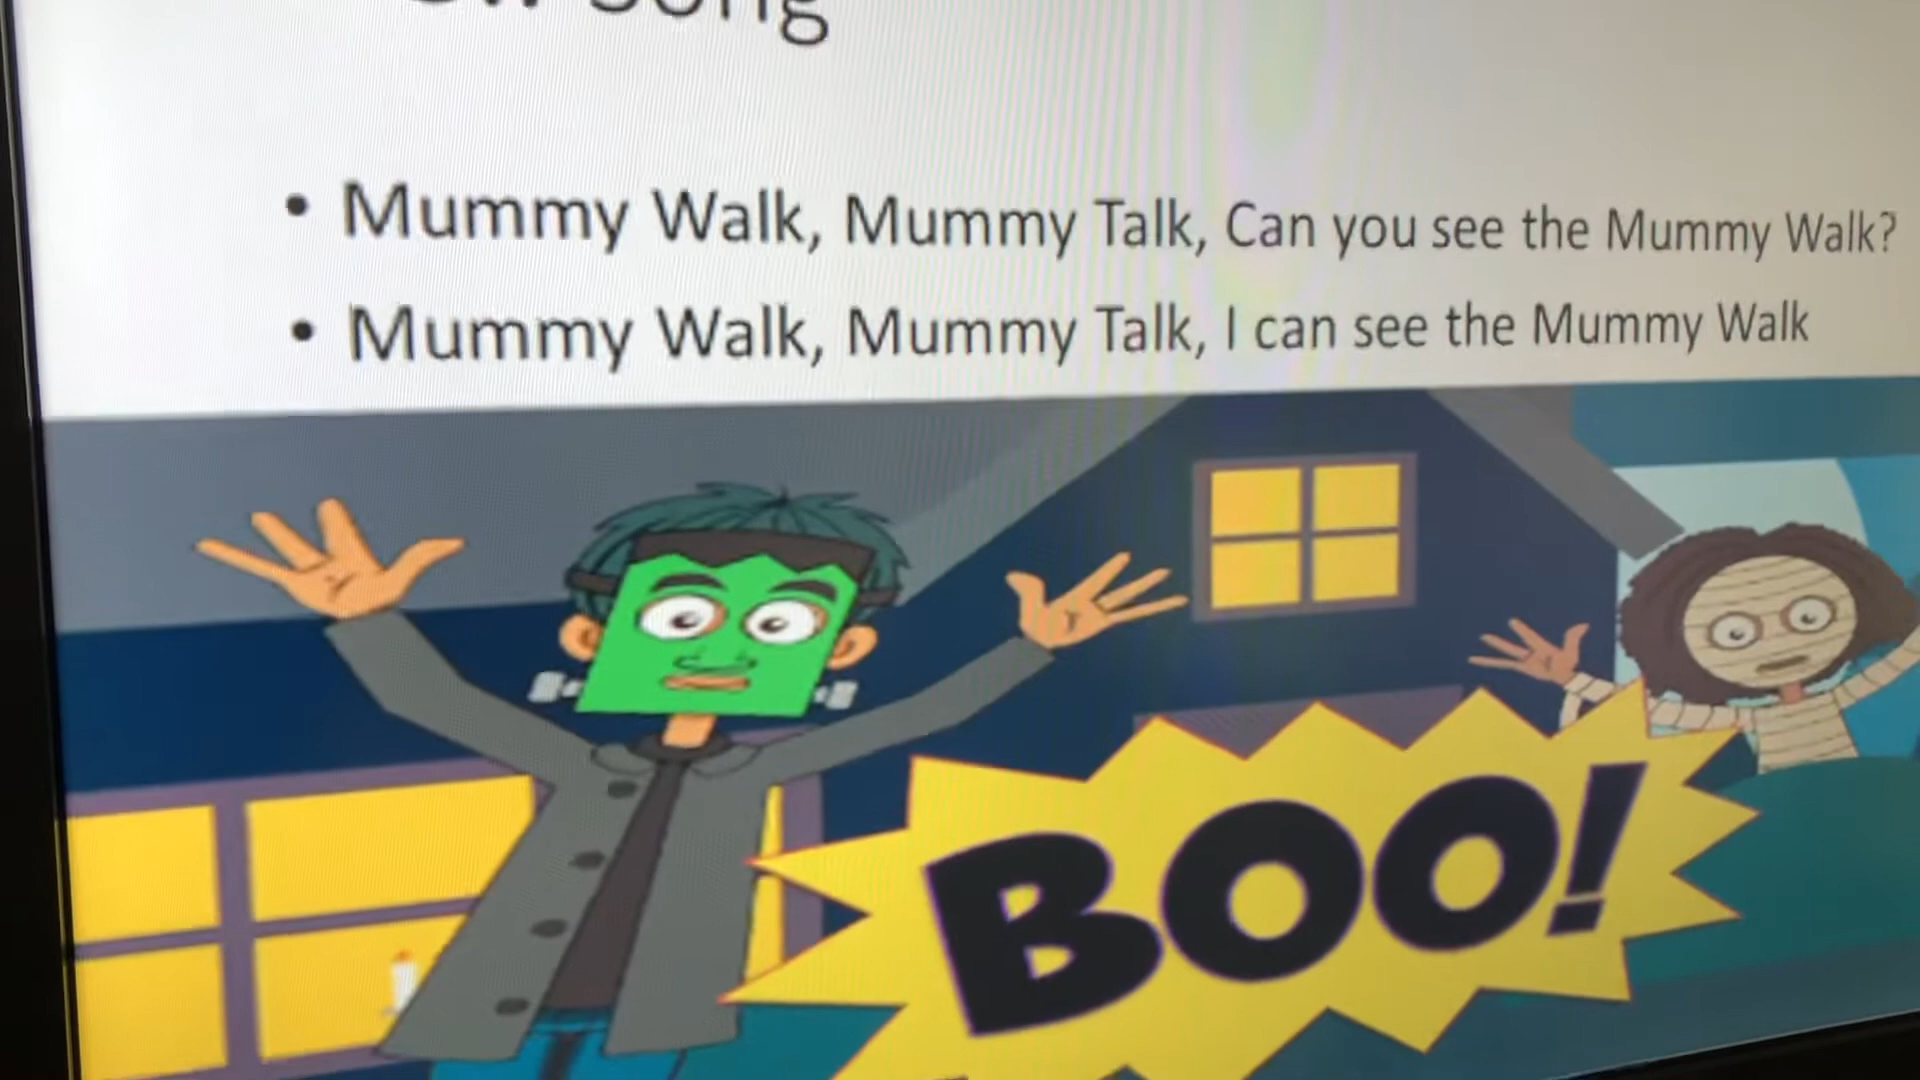 Song
• Mummy Walk, Mummy Talk, Can you see the Mummy Walk?
• Mummy Walk, Mummy Talk, I can see the Mummy Walk
BOO!